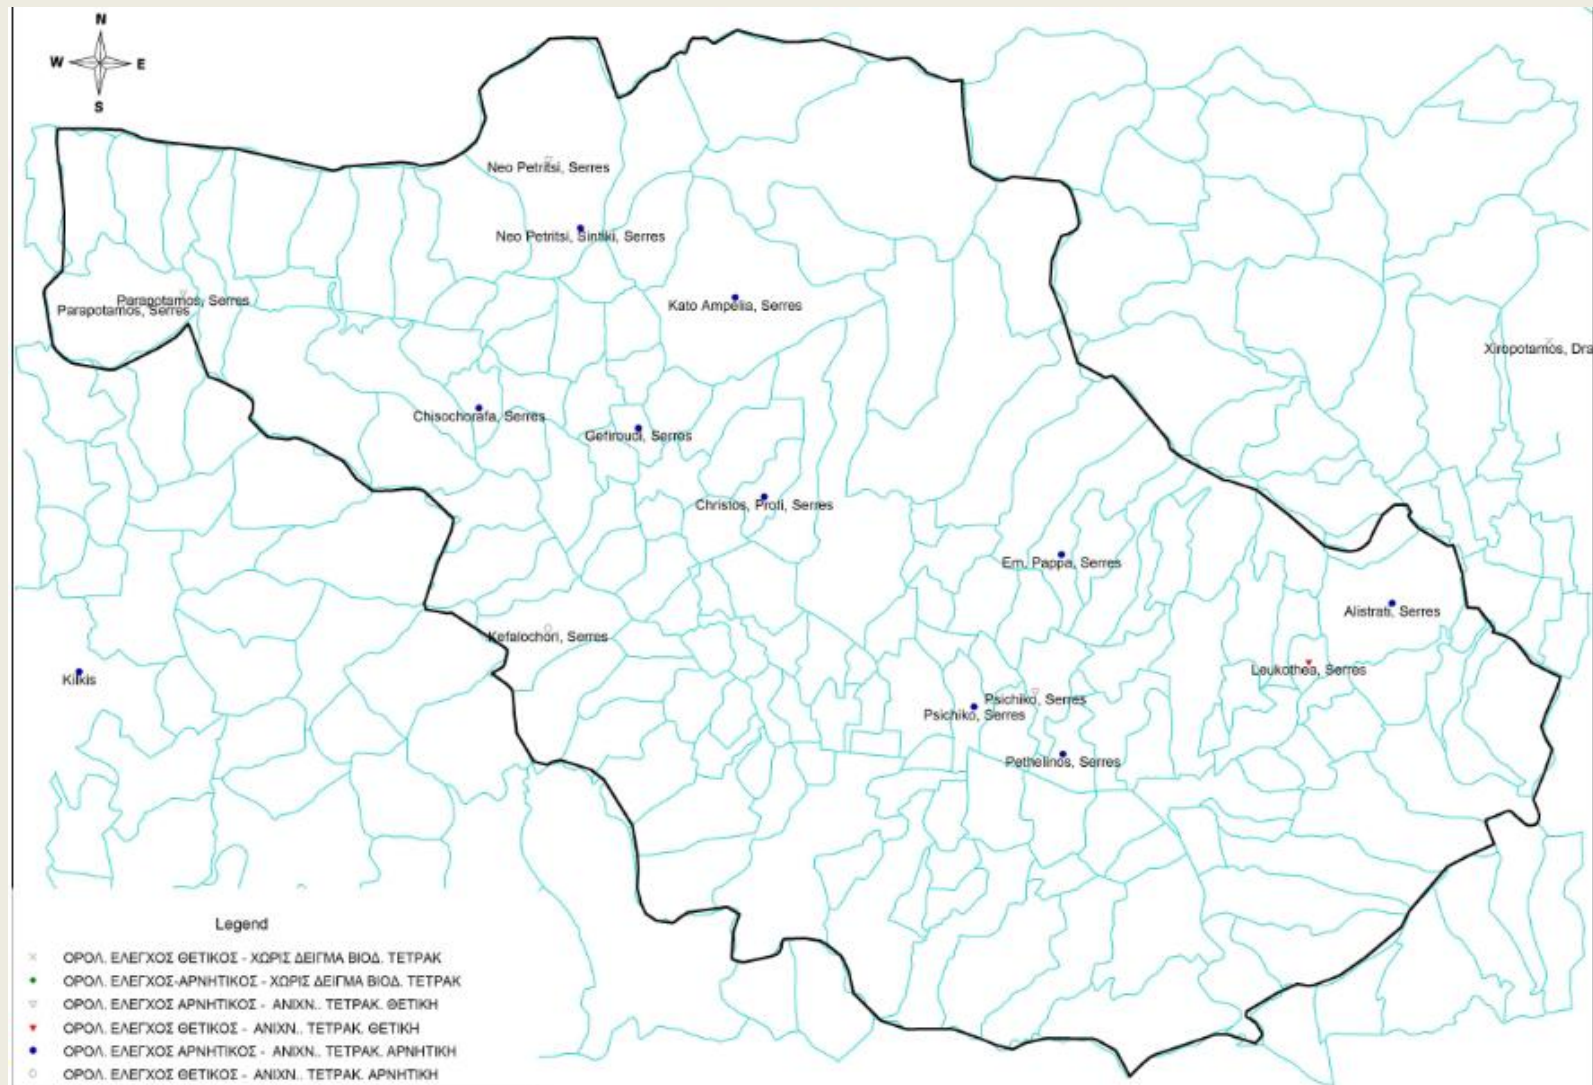 N
W E
S
Neo Petritsi, Serres
Neo Petritsi, Sintiki, Serres
Parapotamos, Serres
Parapotamos, Serres
Kato Ampelia, Serres
Xiropotamos, Dra
Chisochorafa, Serres
Gefiroudi, Serres
Christos, Proti, Serres
Em. Pappa, Serres
Alistrati, Serres
Kefalochori, Serres
Leukothea, Serres
Kilkis
Psichiko, Serres
Psichiko, Serres
Pethelinos, Serres
Legend
ΟΡΟΛ. ΕΛΕΓΧΟΣ ΘΕΤΙΚΟΣ - ΧΩΡΙΣ ΔΕΙΓΜΑ ΒΙΟΔ. ΤΕΤΡΑΚ
ΟΡΟΛ. ΕΛΕΓΧΟΣ-ΑΡΝΗΤΙΚΟΣ - ΧΩΡΙΣ ΔΕΙΓΜΑ ΒΙΟΔ. ΤΕΤΡΑΚ
ΟΡΟΛ. ΕΛΕΓΧΟΣ ΑΡΝΗΤΙΚΟΣ - ΑΝΙΧΝ.. ΤΕΤΡΑΚ. ΘΕΤΙΚΗ
ΟΡΟΛ. ΕΛΕΓΧΟΣ ΘΕΤΙΚΟΣ - ΑΝΙΧΝ.. ΤΕΤΡΑΚ. ΘΕΤΙΚΗ
ΟΡΟΛ. ΕΛΕΓΧΟΣ ΑΡΝΗΤΙΚΟΣ - ΑΝΙΧΝ.. ΤΕΤΡΑΚ. ΑΡΝΗΤΙΚΗ
ΟΡΟΛ. ΕΛΕΓΧΟΣ ΘΕΤΙΚΟΣ - ΑΝΙΧΝ.. ΤΕΤΡΑΚ. ΑΡΝΗΤΙΚΗ